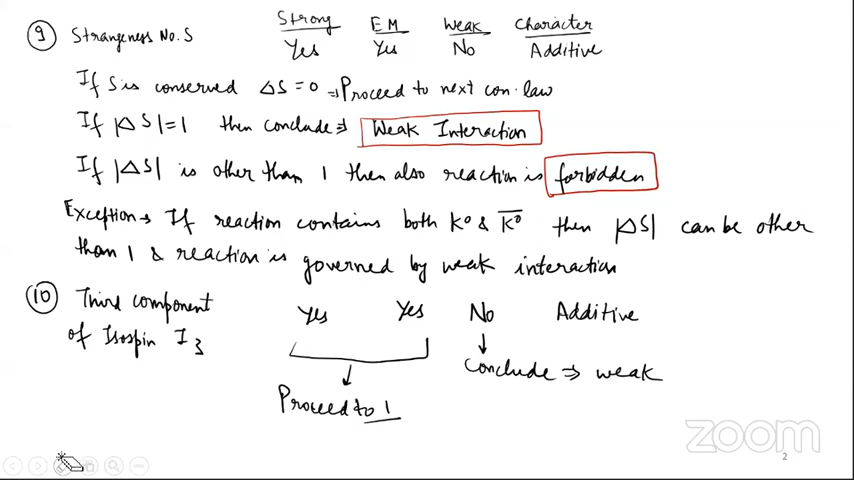 Strong EM Weak Character
9 Strangeness No. S Yes Yes No Additive
If S is conserved ΔS = 0 ⇒ Proceed to next con. law
If |ΔS| = 1 then conclude ⇒ Weak Interaction
If |ΔS| is other than 1 then also reaction is forbidden
Exception → If reaction contains both K⁰ & K̅⁰ then |ΔS| can be other
than 1 & reaction is governed by weak interaction
10 Third component Yes Yes No Additive
of Isospin I₃
Conclude ⇒ weak
Proceed to I
zoom
2